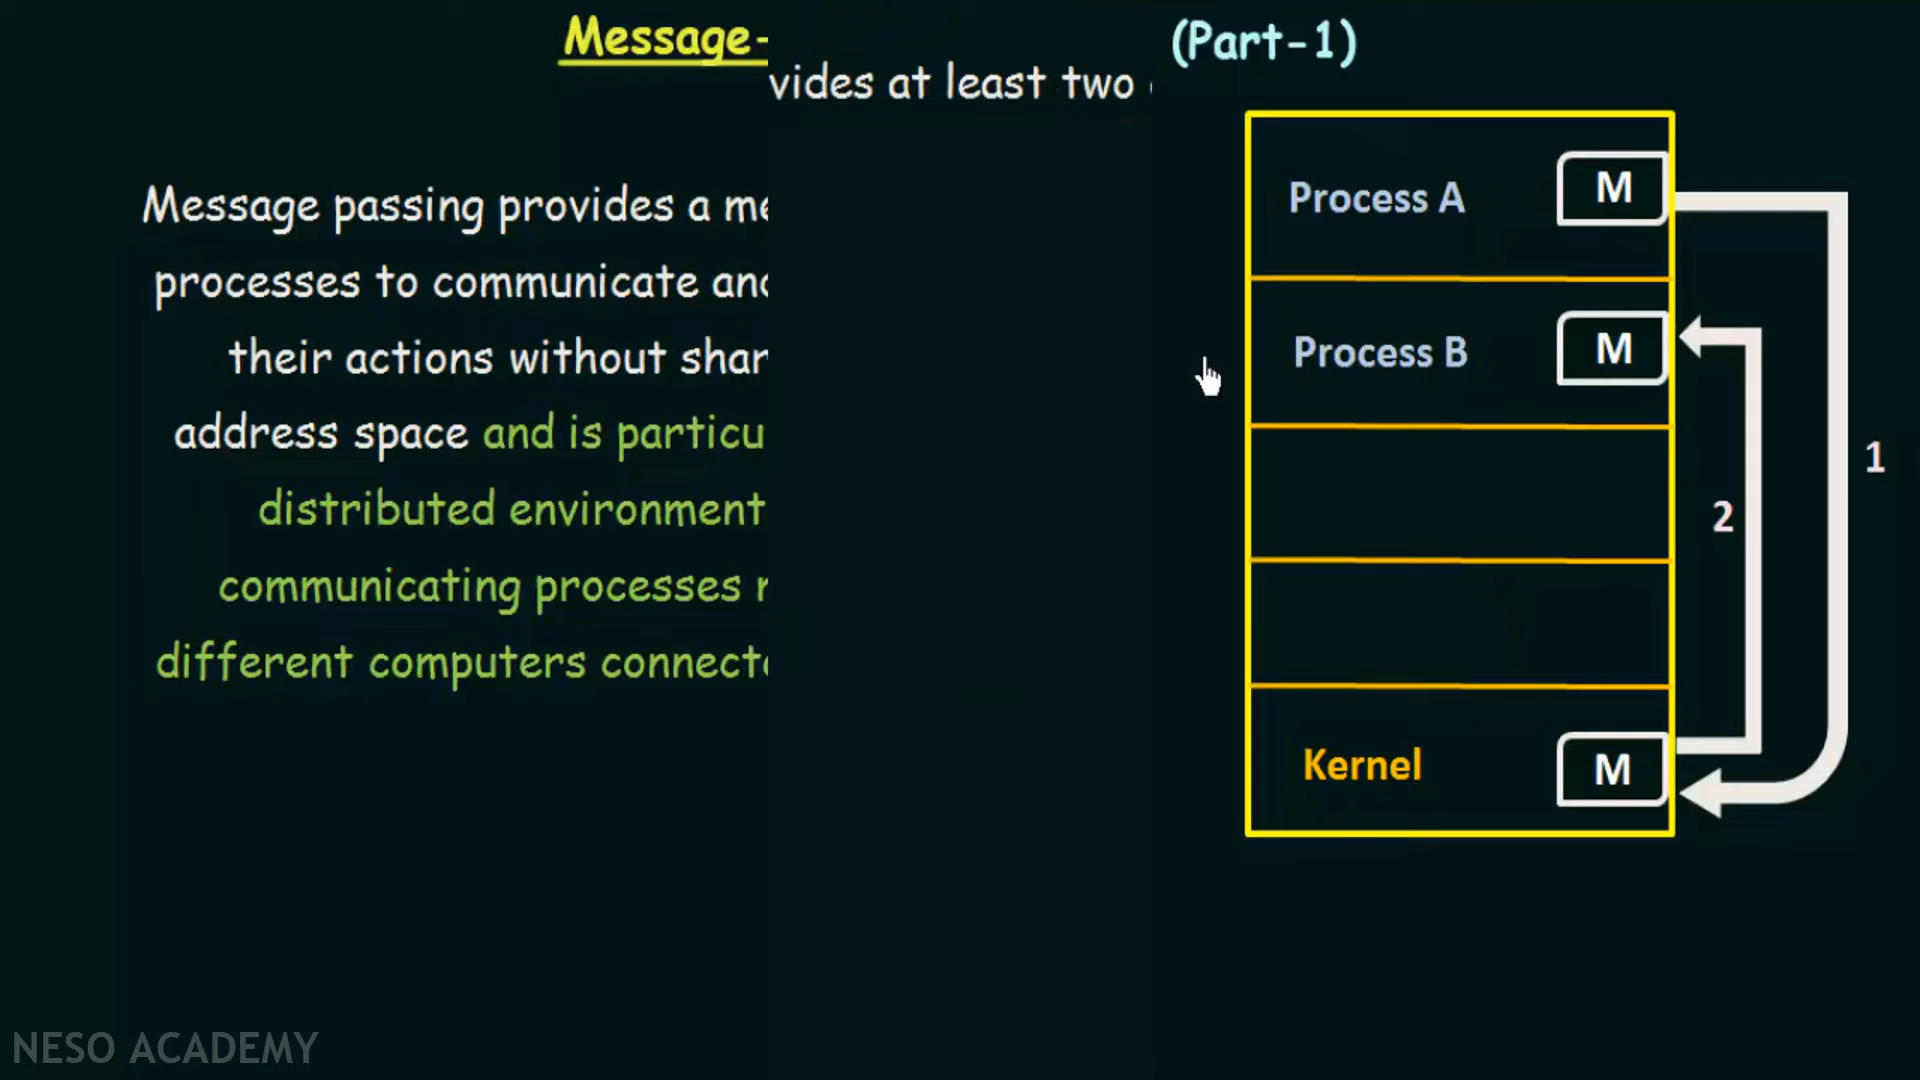 Message-
(Part-1)
vides at least two
Message passing provides a me
processes to communicate and
their actions without shar
address space and is particu
distributed environment
communicating processes r
different computers connecte
Process A
M
Process B
M
1
2
Kernel
M
NESO ACADEMY